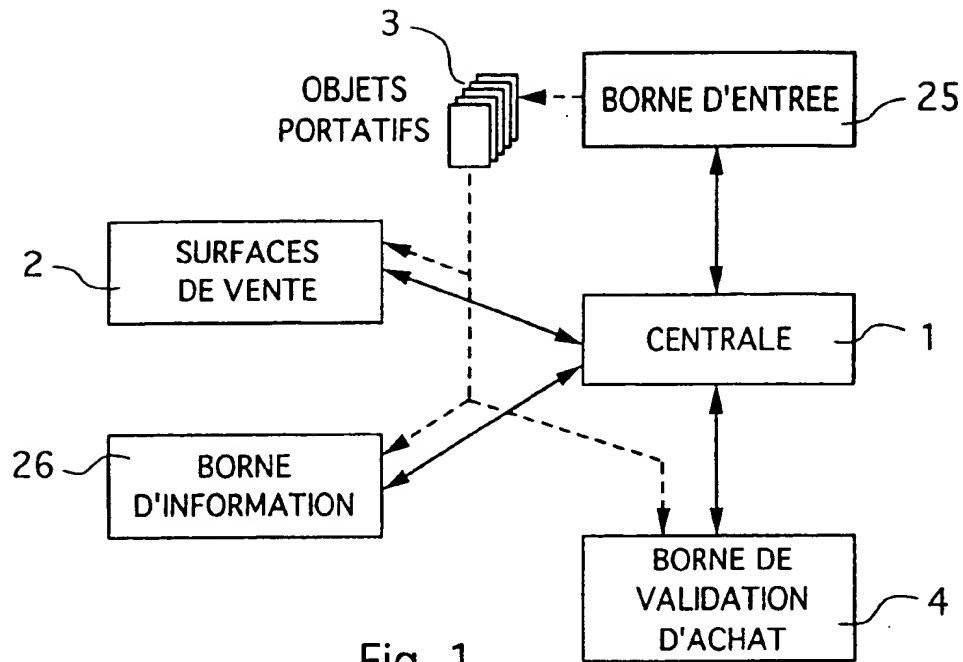 3
OBJETS
PORTATIFS
BORNE D'ENTREE
25
2
SURFACES
DE VENTE
CENTRALE
1
26
BORNE
D'INFORMATION
BORNE DE
VALIDATION
D'ACHAT
4
Fig. 1